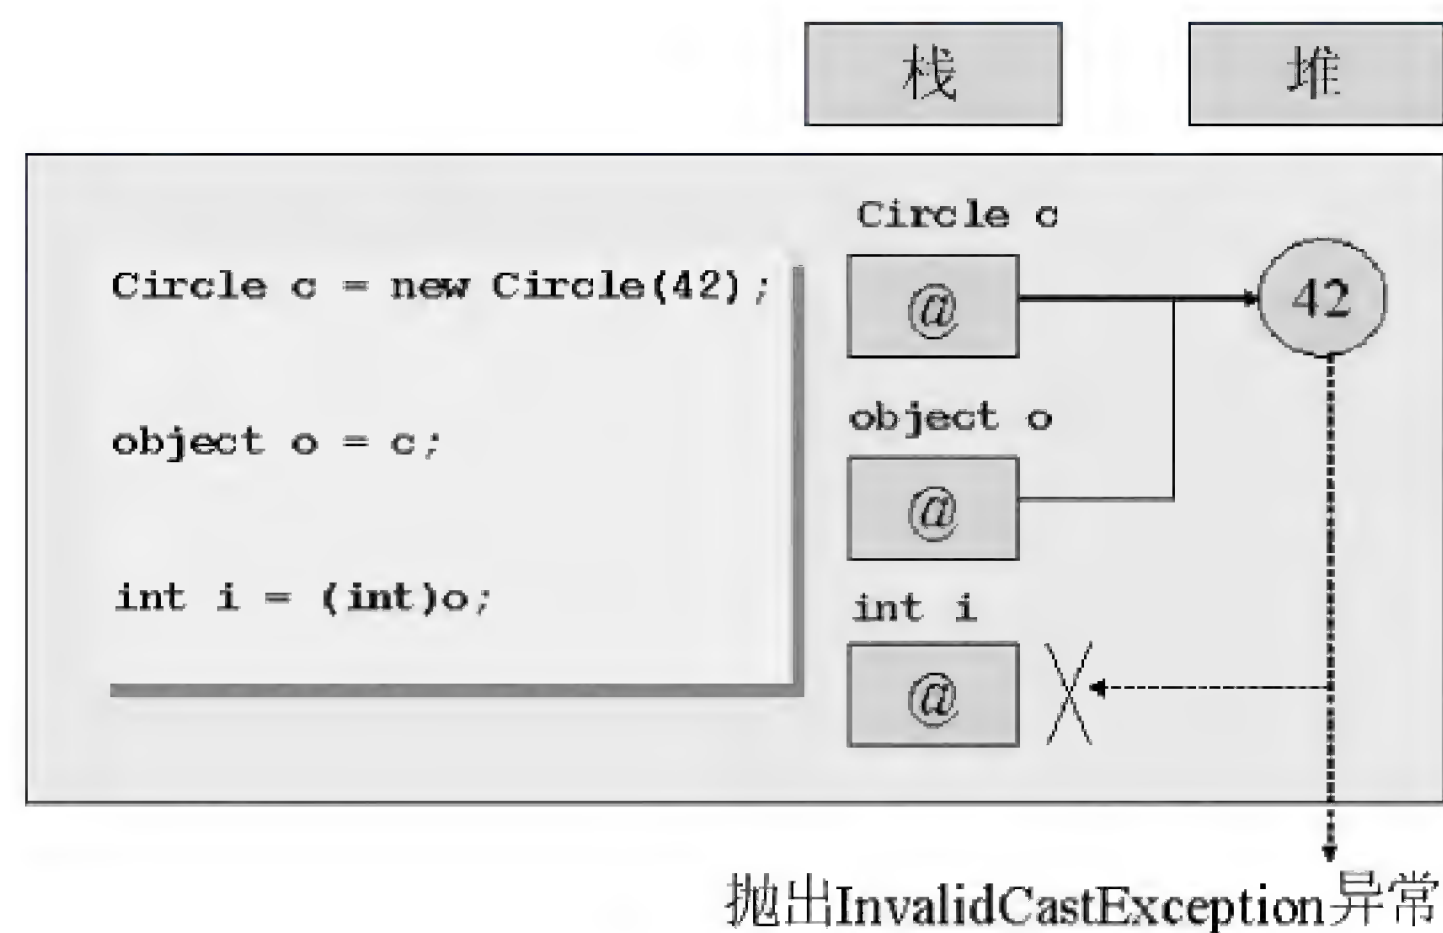 栈 堆
Circle c
Circle c = new Circle(42);
@ 42
object o
object o = c;
@
int i = (int)o;
int i
@
抛出InvalidCastException异常